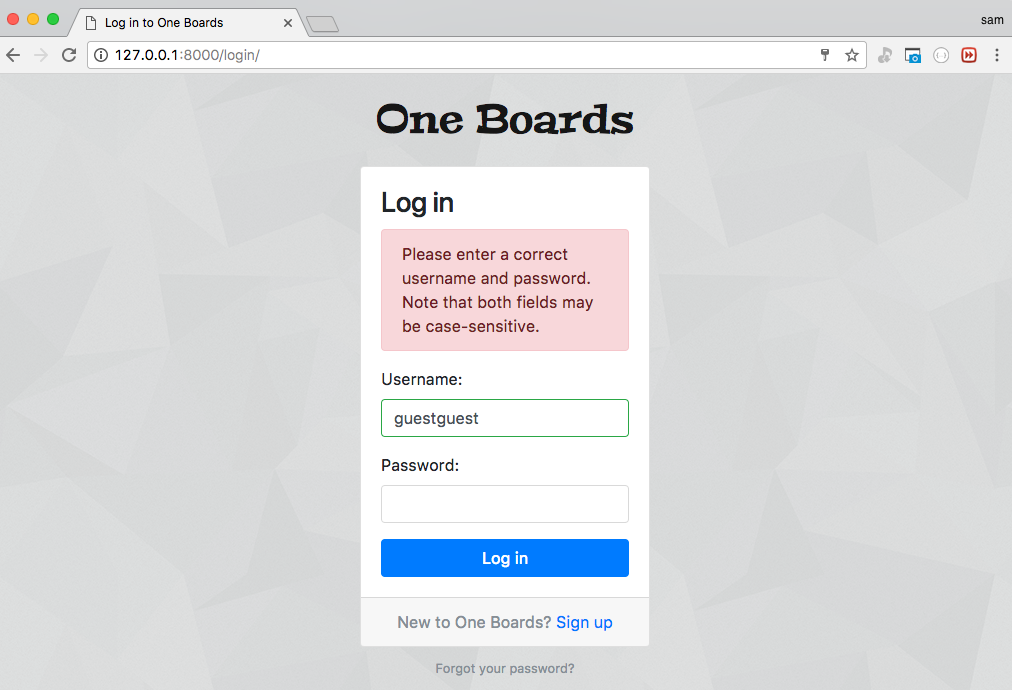 Log in to One Boards
sam
127.0.0.1:8000/login/
One Boards
Log in
Please enter a correct
username and password.
Note that both fields may
be case-sensitive.
Username:
guestguest
Password:
Log in
New to One Boards? Sign up
Forgot your password?